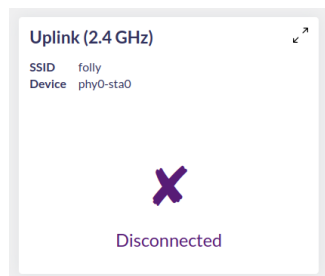 Uplink (2.4 GHz)
SSID folly
Device phy0-sta0
Disconnected